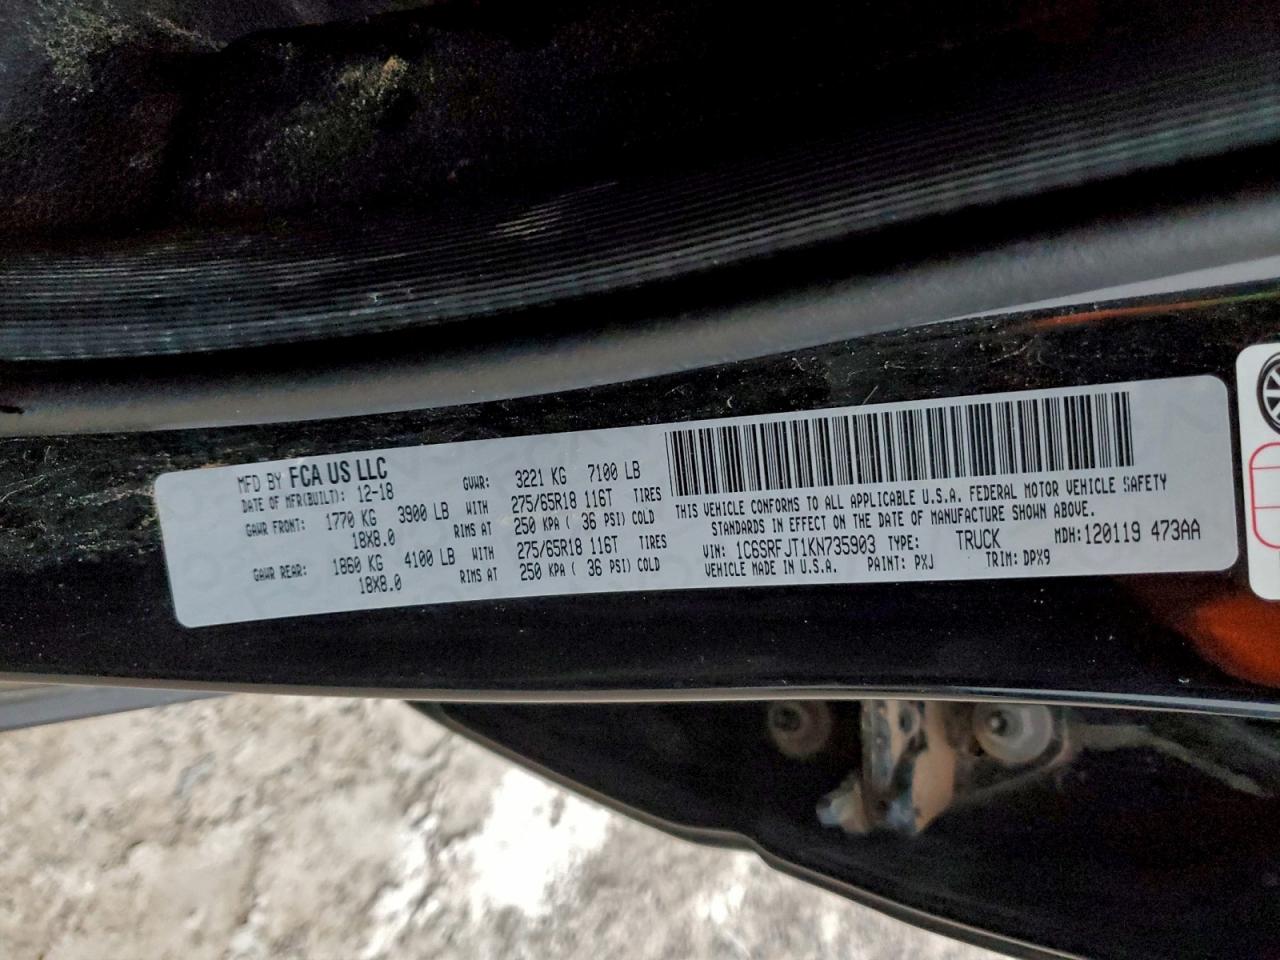 MFD BY FCA US LLC
DATE OF MFR(BUILT): 12-18 GVWR: 3221 KG 7100 LB
GAWR FRONT: 1770 KG 3900 LB WITH 275/65R18 116T TIRES
18X8.0 RIMS AT 250 KPA ( 36 PSI) COLD
GAWR REAR: 1860 KG 4100 LB WITH 275/65R18 116T TIRES
18X8.0 RIMS AT 250 KPA ( 36 PSI) COLD
THIS VEHICLE CONFORMS TO ALL APPLICABLE U.S.A. FEDERAL MOTOR VEHICLE SAFETY
STANDARDS IN EFFECT ON THE DATE OF MANUFACTURE SHOWN ABOVE.
VIN: 1C6SRFJT1KN735903 TYPE: TRUCK MDH: 120119 473AA
VEHICLE MADE IN U.S.A. PAINT: PXJ TRIM: DPX9